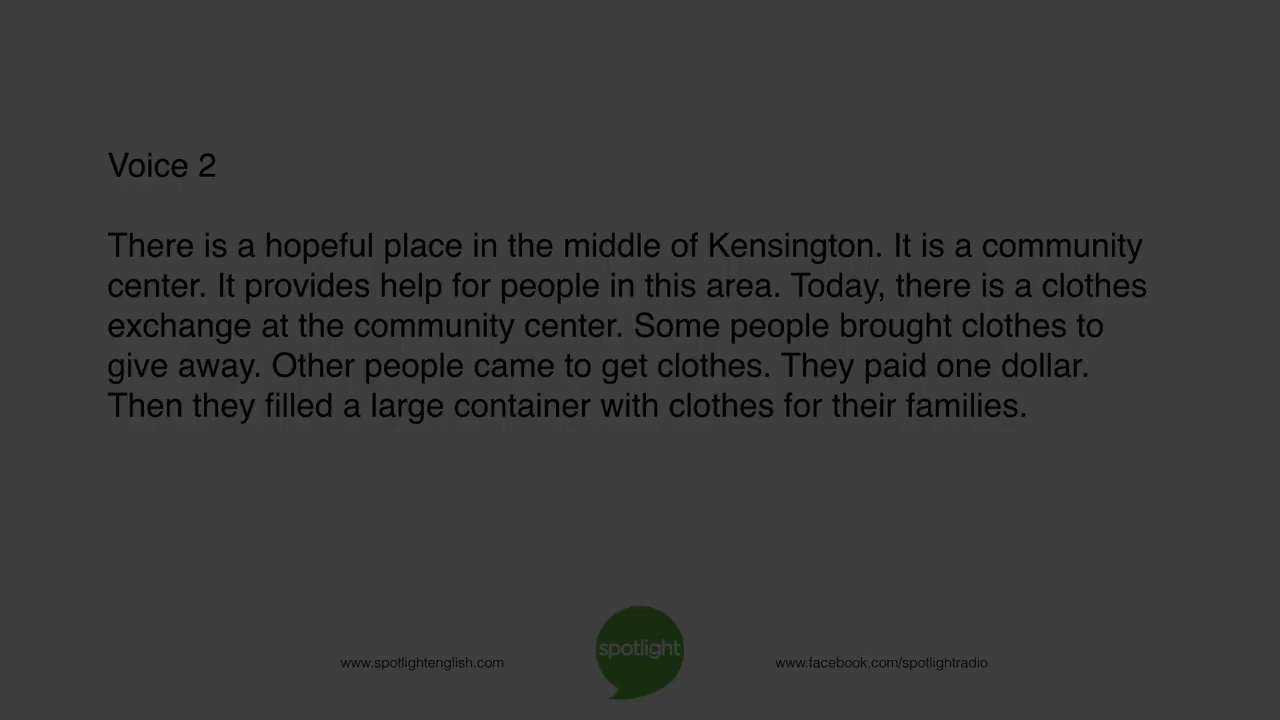 Voice 2
There is a hopeful place in the middle of Kensington. It is a community
center. It provides help for people in this area. Today, there is a clothes
exchange at the community center. Some people brought clothes to
give away. Other people came to get clothes. They paid one dollar.
Then they filled a large container with clothes for their families.
spotlight
www.spotlightenglish.com
www.facebook.com/spotlightradio